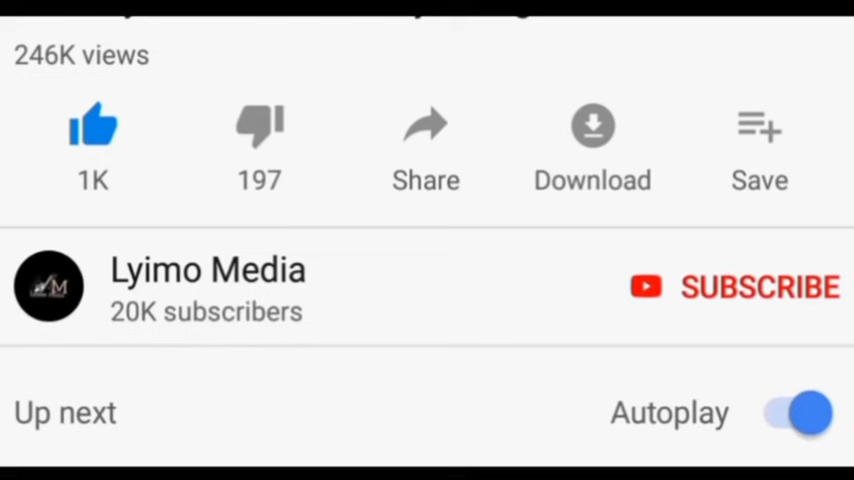 246K views
1K 197 Share Download Save
Lyimo Media
20K subscribers
SUBSCRIBE
Up next Autoplay